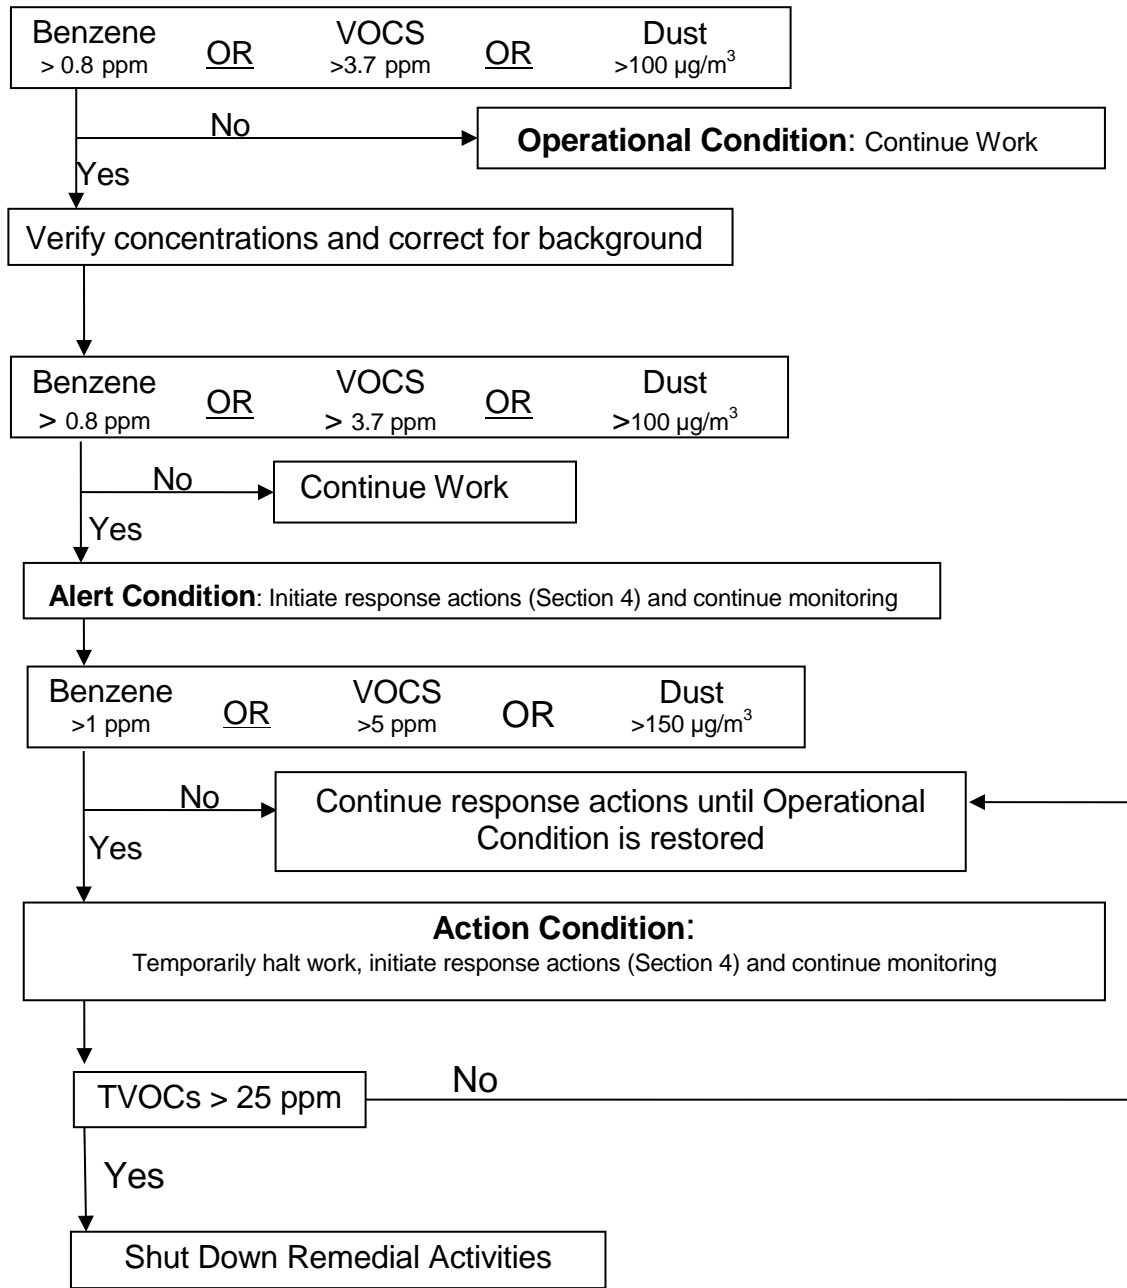 Benzene OR VOCS OR Dust
> 0.8 ppm >3.7 ppm >100 µg/m³
No
Operational Condition: Continue Work
Yes
Verify concentrations and correct for background
Benzene OR VOCS OR Dust
> 0.8 ppm > 3.7 ppm >100 µg/m³
No
Continue Work
Yes
Alert Condition: Initiate response actions (Section 4) and continue monitoring
Benzene OR VOCS OR Dust
>1 ppm >5 ppm >150 µg/m³
No
Continue response actions until Operational
Condition is restored
Yes
Action Condition:
Temporarily halt work, initiate response actions (Section 4) and continue monitoring
TVOCs > 25 ppm
No
Yes
Shut Down Remedial Activities